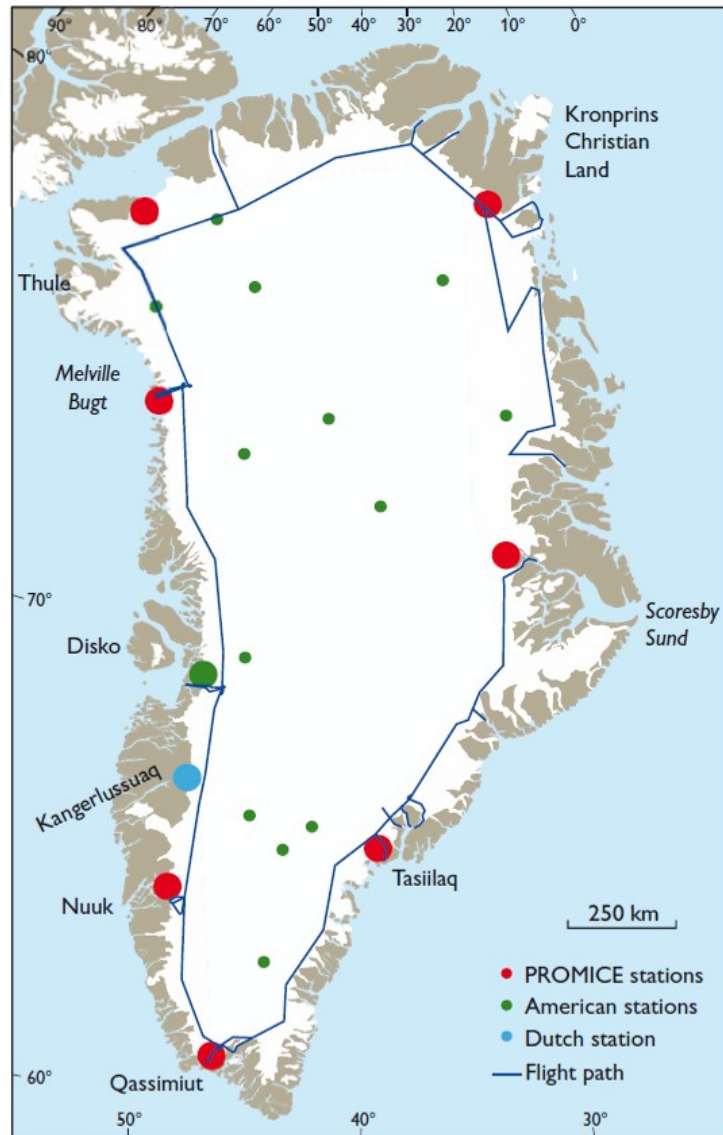 90° 80° 70° 60° 50° 40° 30° 20° 10° 0°
80°
Kronprins
Christian
Land
Thule
Melville
Bugt
70°
Scoresby
Sund
Disko
Kangerlussuaq
Tasiilaq
Nuuk
250 km
PROMICE stations
American stations
Dutch station
Flight path
Qassimiut
60°
50° 40° 30°